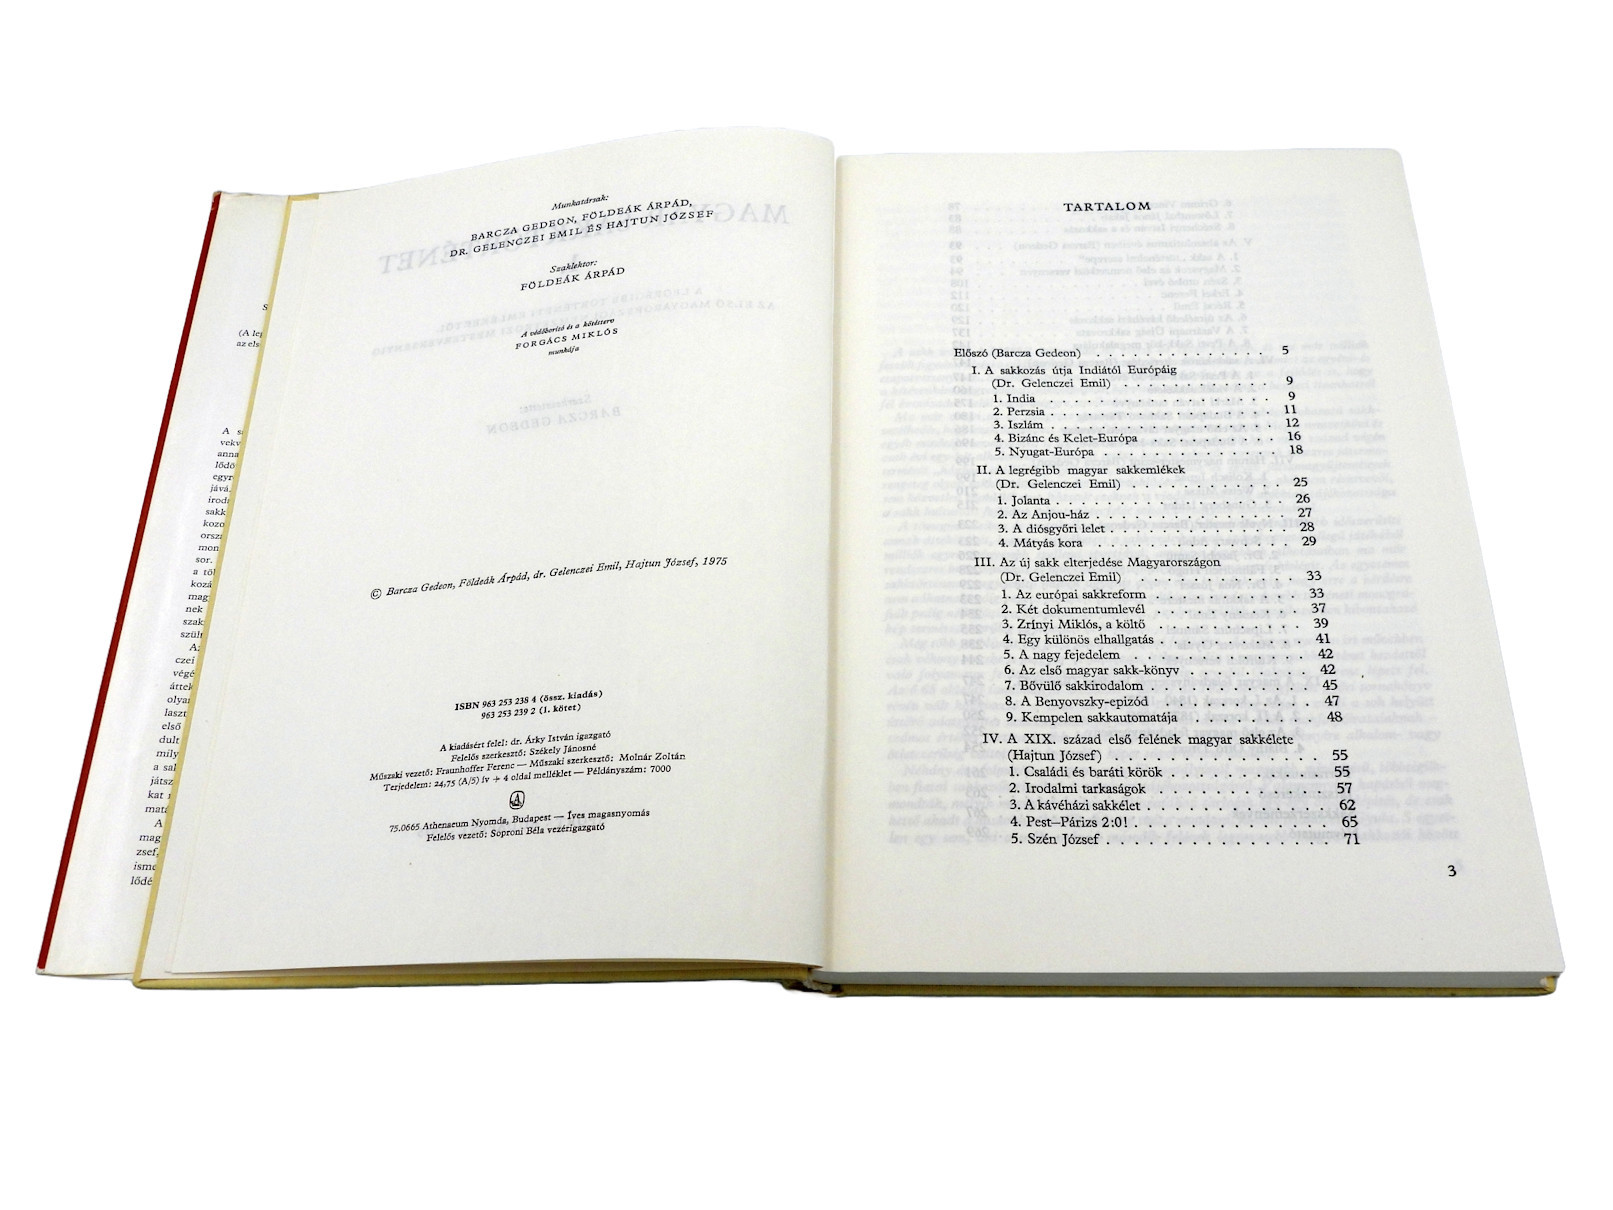 Munkatársak:
BARCZA GEDEON, FÖLDEÁK ÁRPÁD,
DR. GELENCZEI EMIL ÉS HAJTUN JÓZSEF
Szaklektor:
FÖLDEÁK ÁRPÁD
A védőborító és a kötésterv
FORGÁCS MIKLÓS
munkája
© Barcza Gedeon, Földeák Árpád, dr. Gelenczei Emil, Hajtun József, 1975
ISBN 963 253 238 4 (össz. kiadás)
963 253 239 2 (1. kötet)
A kiadásért felel: dr. Árky István igazgató
Felelős szerkesztő: Székely Jánosné
Műszaki vezető: Fraunhoffer Ferenc — Műszaki szerkesztő: Molnár Zoltán
Terjedelem: 24,75 (A/5) ív + 4 oldal melléklet — Példányszám: 7000
75.0665 Athenaeum Nyomda, Budapest — Íves magasnyomás
Felelős vezető: Soproni Béla vezérigazgató
TARTALOM
Előszó (Barcza Gedeon) . . . . . . . . . . . . . . 5
I. A sakkozás útja Indiától Európáig
(Dr. Gelenczei Emil) . . . . . . . . . . . . 9
1. India . . . . . . . . . . . . . . . . . . 9
2. Perzsia . . . . . . . . . . . . . . . . . 11
3. Iszlám . . . . . . . . . . . . . . . . . 12
4. Bizánc és Kelet-Európa . . . . . . . . . . 16
5. Nyugat-Európa . . . . . . . . . . . . . . 18
II. A legrégibb magyar sakkemlékek
(Dr. Gelenczei Emil) . . . . . . . . . . . . 25
1. Jolanta . . . . . . . . . . . . . . . . . 26
2. Az Anjou-ház . . . . . . . . . . . . . . 27
3. A diósgyőri lelet . . . . . . . . . . . . . 28
4. Mátyás kora . . . . . . . . . . . . . . . 29
III. Az új sakk elterjedése Magyarországon
(Dr. Gelenczei Emil) . . . . . . . . . . . . 33
1. Az európai sakkreform . . . . . . . . . . 33
2. Két dokumentumlevél . . . . . . . . . . 37
3. Zrínyi Miklós, a költő . . . . . . . . . . 39
4. Egy különös elhallgatás . . . . . . . . . . 41
5. A nagy fejedelem . . . . . . . . . . . . 42
6. Az első magyar sakk-könyv . . . . . . . . 42
7. Bővülő sakkirodalom . . . . . . . . . . . 45
8. A Benyovszky-epizód . . . . . . . . . . 47
9. Kempelen sakkautomatája . . . . . . . . 48
IV. A XIX. század első felének magyar sakkélete
(Hajtun József) . . . . . . . . . . . . . . . 55
1. Családi és baráti körök . . . . . . . . . . 55
2. Irodalmi tarkaságok . . . . . . . . . . . 57
3. A kávéházi sakkélet . . . . . . . . . . . . 62
4. Pest—Párizs 2:0! . . . . . . . . . . . . . 65
5. Szén József . . . . . . . . . . . . . . . . 71
3